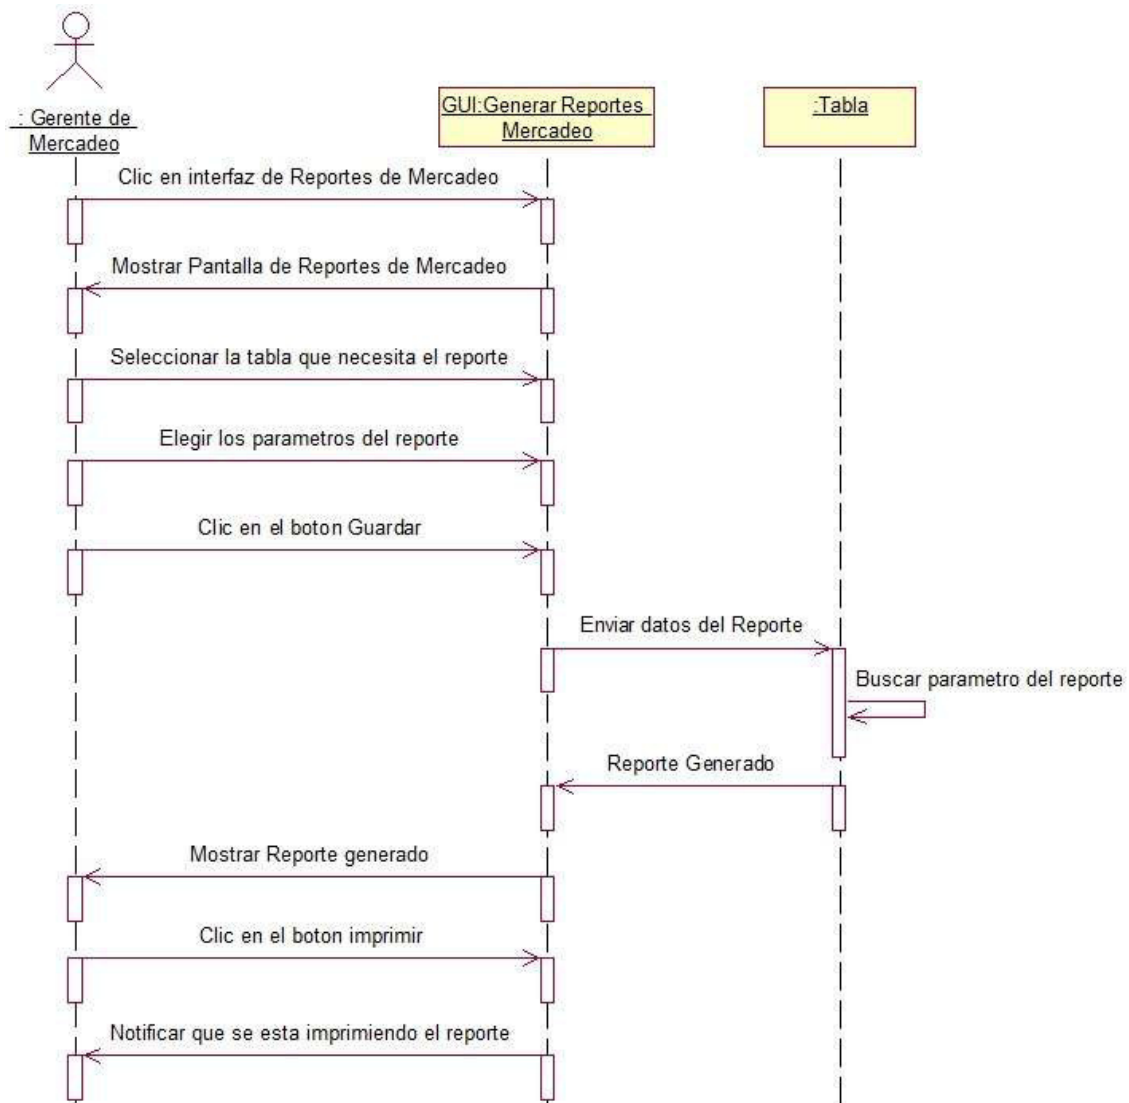 : Gerente de
Mercadeo
GUI:Generar Reportes
Mercadeo
:Tabla
Clic en interfaz de Reportes de Mercadeo
Mostrar Pantalla de Reportes de Mercadeo
Seleccionar la tabla que necesita el reporte
Elegir los parametros del reporte
Clic en el boton Guardar
Enviar datos del Reporte
Buscar parametro del reporte
Reporte Generado
Mostrar Reporte generado
Clic en el boton imprimir
Notificar que se esta imprimiendo el reporte